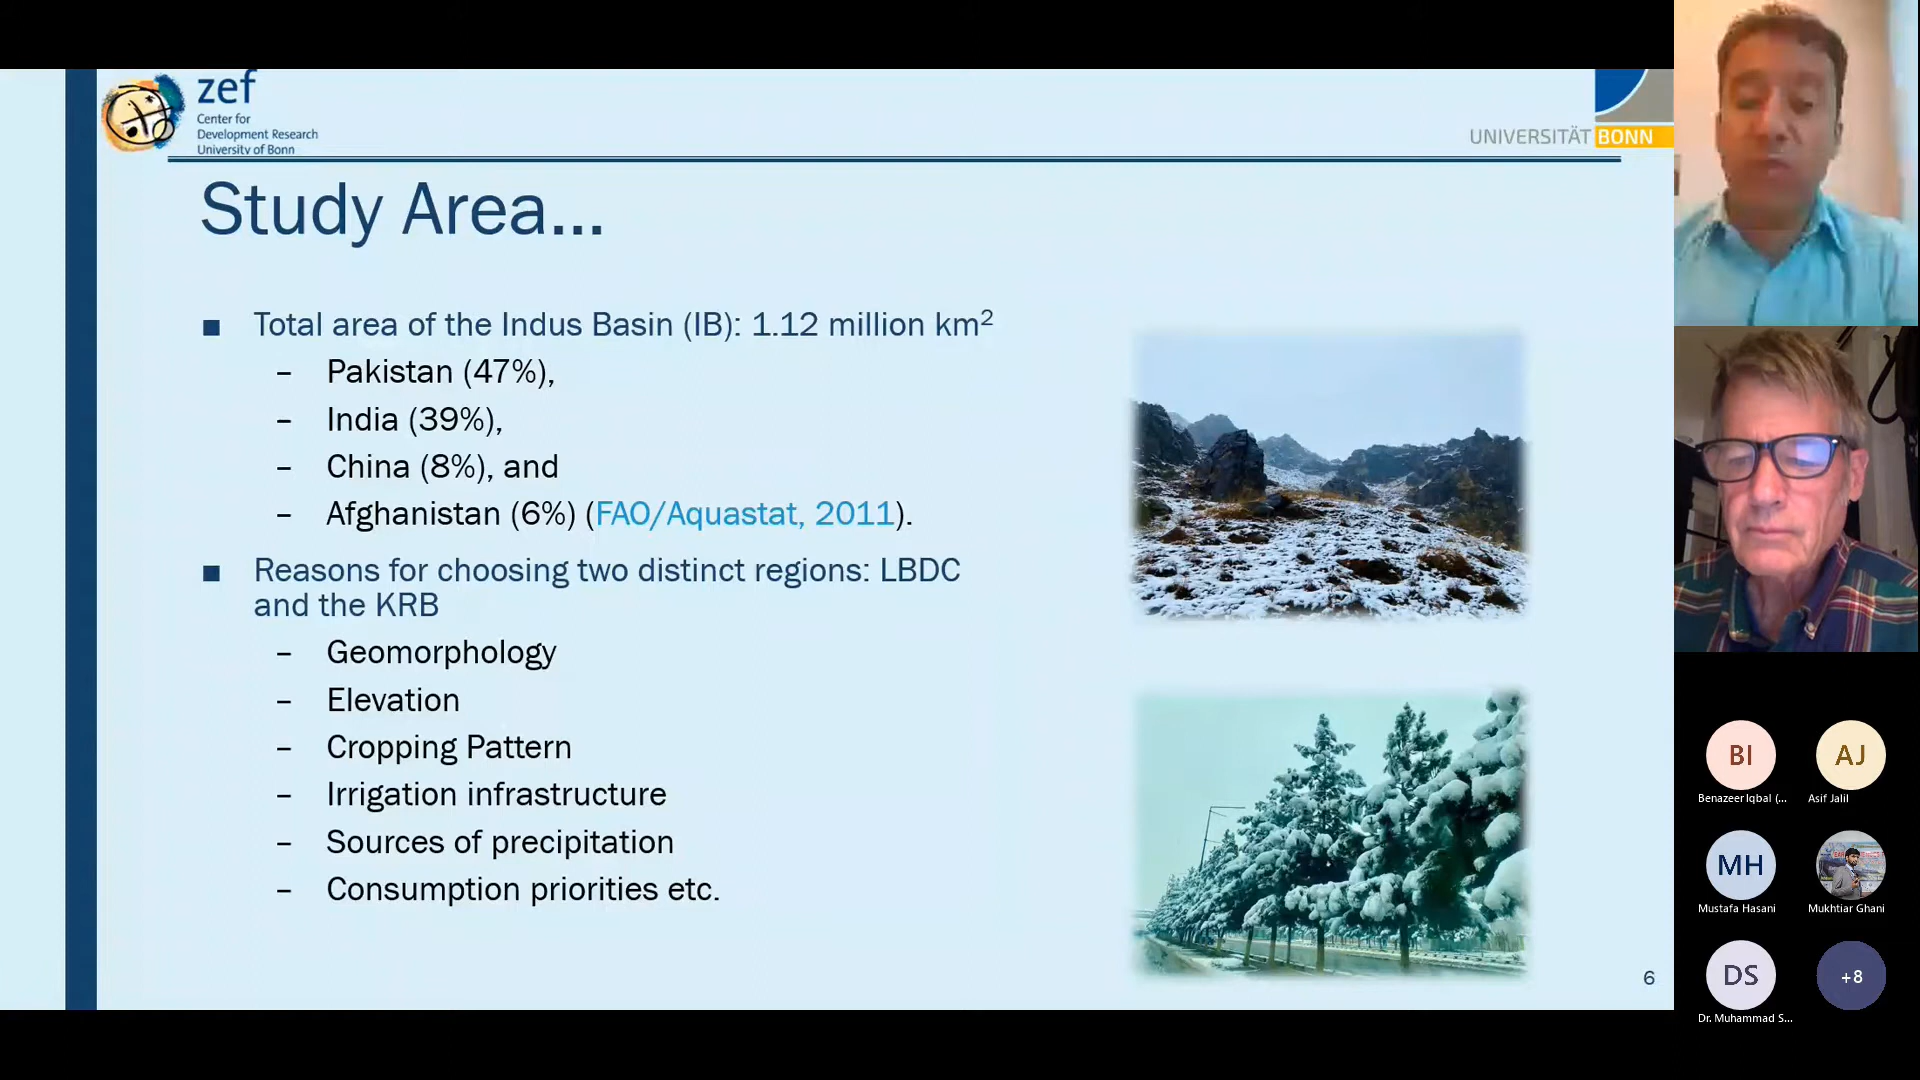 zef
Center for
Development Research
University of Bonn
UNIVERSITÄT BONN
Study Area...
■ Total area of the Indus Basin (IB): 1.12 million km²
– Pakistan (47%),
– India (39%),
– China (8%), and
– Afghanistan (6%) (FAO/Aquastat, 2011).
■ Reasons for choosing two distinct regions: LBDC
and the KRB
– Geomorphology
– Elevation
– Cropping Pattern
– Irrigation infrastructure
– Sources of precipitation
– Consumption priorities etc.
6
BI
Benazeer Iqbal (...
AJ
Asif Jalil
MH
Mustafa Hasani
Mukhtiar Ghani
DS
Dr. Muhammad S...
+8